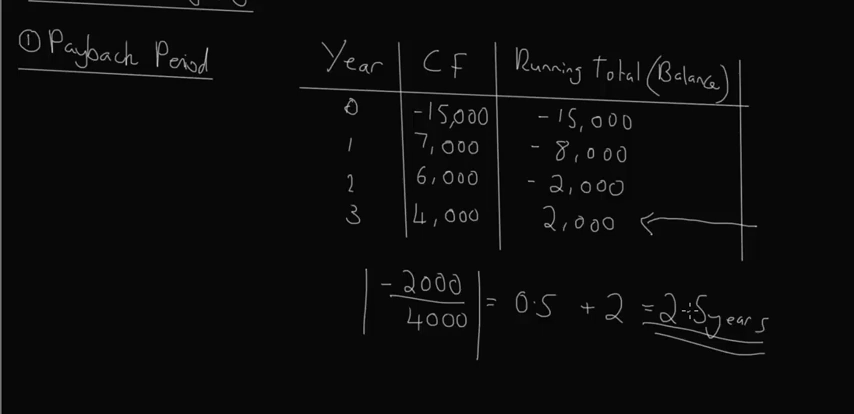 ① Payback Period
Year CF Running Total (Balance)
0 -15,000 -15,000
1 7,000 -8,000
2 6,000 -2,000
3 4,000 2,000
|-2000/4000| = 0.5 + 2 = 2.5 years